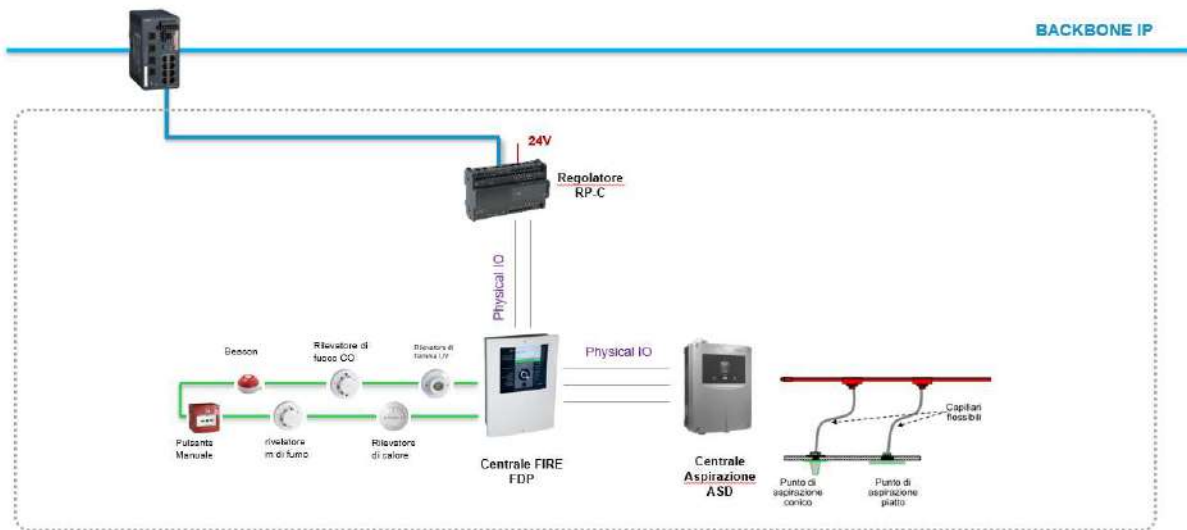 BACKBONE IP
24V
Regolatore
RP-C
Physical IO
Beason
Rilevatore di
fuoco CO
Rilevatore di
fiamma UV
Physical IO
Pulsante
Manuale
rivelatore
m di fumo
Rilevatore
di calore
Centrale FIRE
FDP
Centrale
Aspirazione
ASD
Capillari
flessibili
Punto di
aspirazione
conico
Punto di
aspirazione
piatto